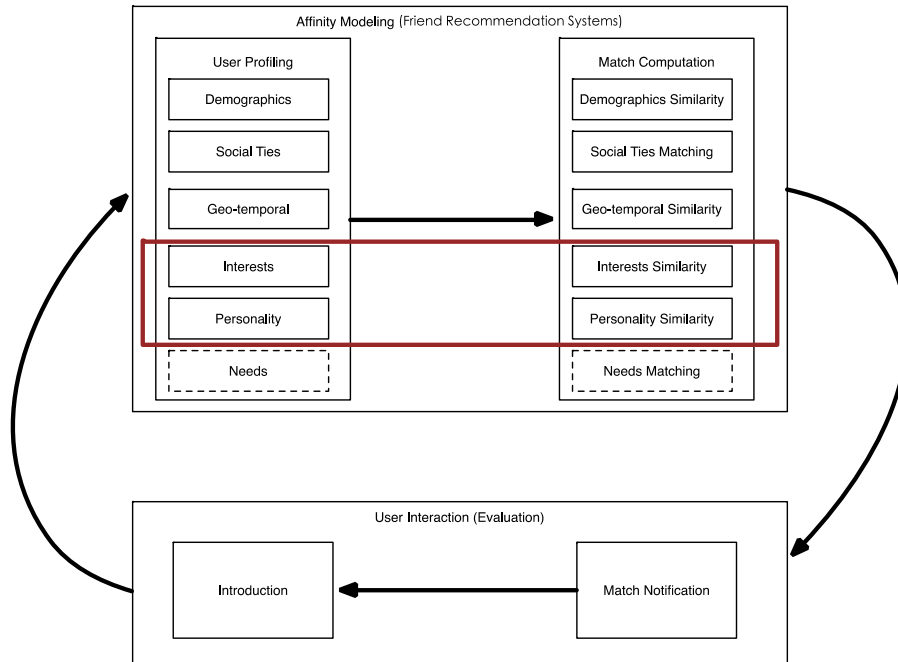 Affinity Modeling (Friend Recommendation Systems)
User Profiling
Demographics
Social Ties
Geo-temporal
Interests
Personality
Needs
Match Computation
Demographics Similarity
Social Ties Matching
Geo-temporal Similarity
Interests Similarity
Personality Similarity
Needs Matching
User Interaction (Evaluation)
Introduction
Match Notification